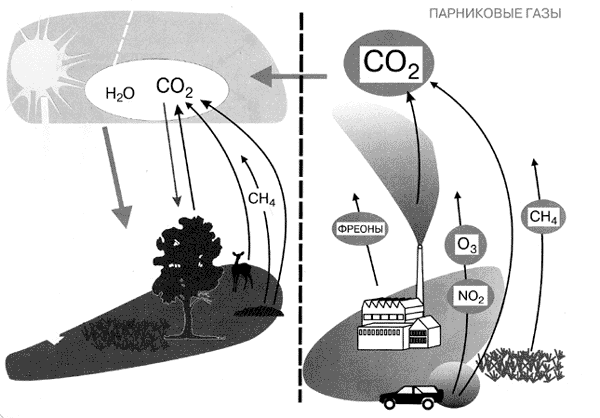 ПАРНИКОВЫЕ ГАЗЫ
H₂O
CO₂
CH₄
CO₂
ФРЕОНЫ
O₃
NO₂
CH₄